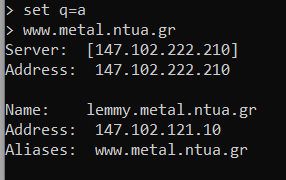 > set q=a
> www.metal.ntua.gr
Server:  [147.102.222.210]
Address:  147.102.222.210

Name:    lemmy.metal.ntua.gr
Address:  147.102.121.10
Aliases:  www.metal.ntua.gr